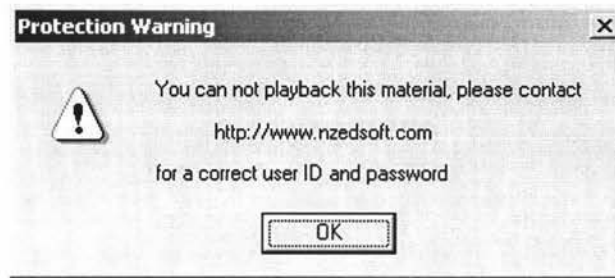 Protection Warning
You can not playback this material, please contact
http://www.nzedsoft.com
for a correct user ID and password
OK